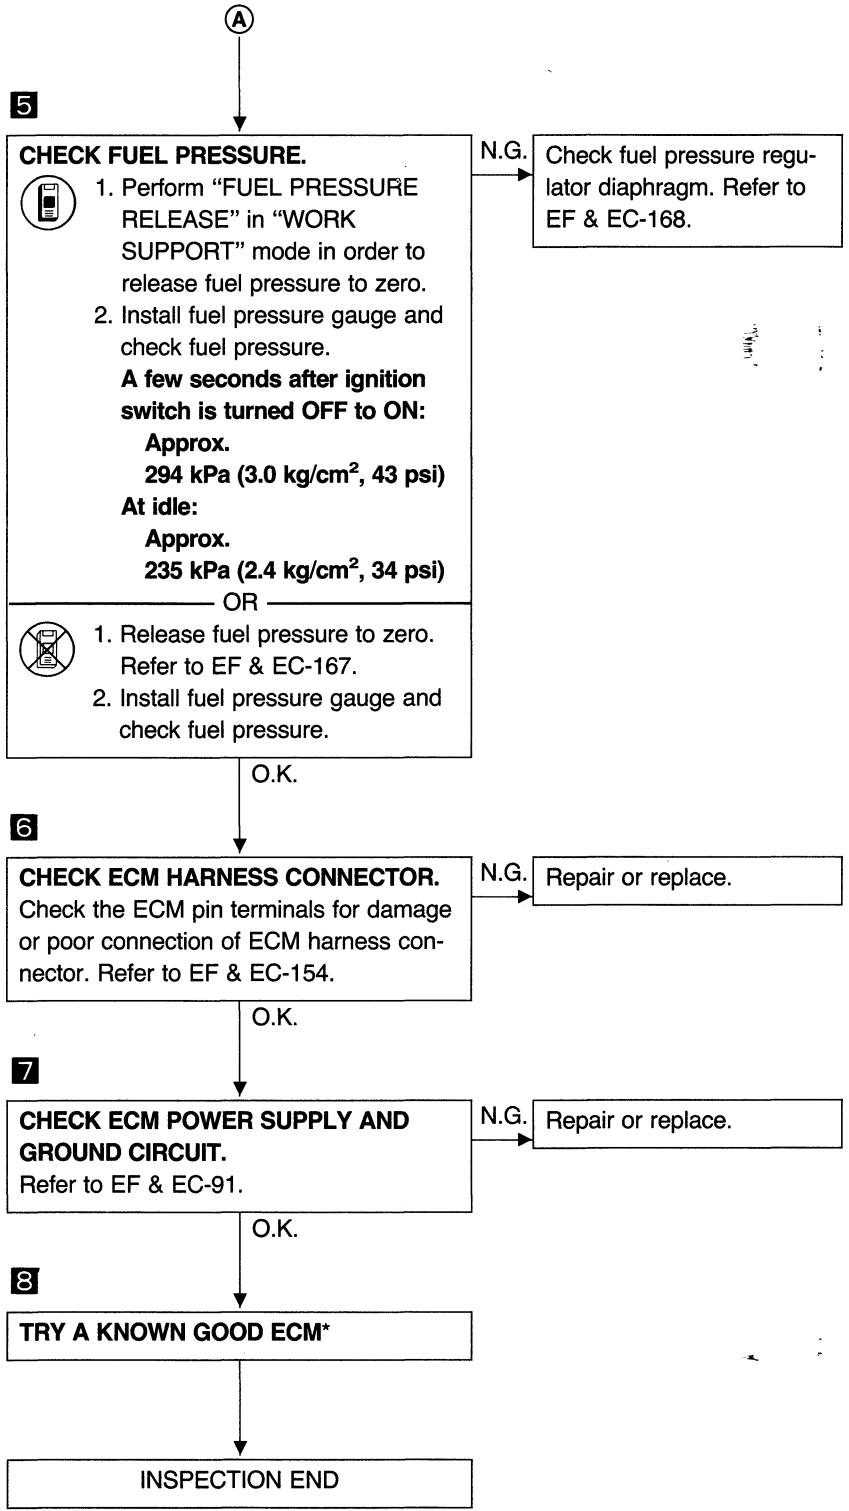 A
5
CHECK FUEL PRESSURE.
1. Perform “FUEL PRESSURE
RELEASE” in “WORK
SUPPORT” mode in order to
release fuel pressure to zero.
2. Install fuel pressure gauge and
check fuel pressure.
A few seconds after ignition
switch is turned OFF to ON:
Approx.
294 kPa (3.0 kg/cm², 43 psi)
At idle:
Approx.
235 kPa (2.4 kg/cm², 34 psi)
OR
1. Release fuel pressure to zero.
Refer to EF & EC-167.
2. Install fuel pressure gauge and
check fuel pressure.
N.G.
Check fuel pressure regu-
lator diaphragm. Refer to
EF & EC-168.
O.K.
6
CHECK ECM HARNESS CONNECTOR.
Check the ECM pin terminals for damage
or poor connection of ECM harness con-
nector. Refer to EF & EC-154.
N.G.
Repair or replace.
O.K.
7
CHECK ECM POWER SUPPLY AND
GROUND CIRCUIT.
Refer to EF & EC-91.
N.G.
Repair or replace.
O.K.
8
TRY A KNOWN GOOD ECM*
INSPECTION END